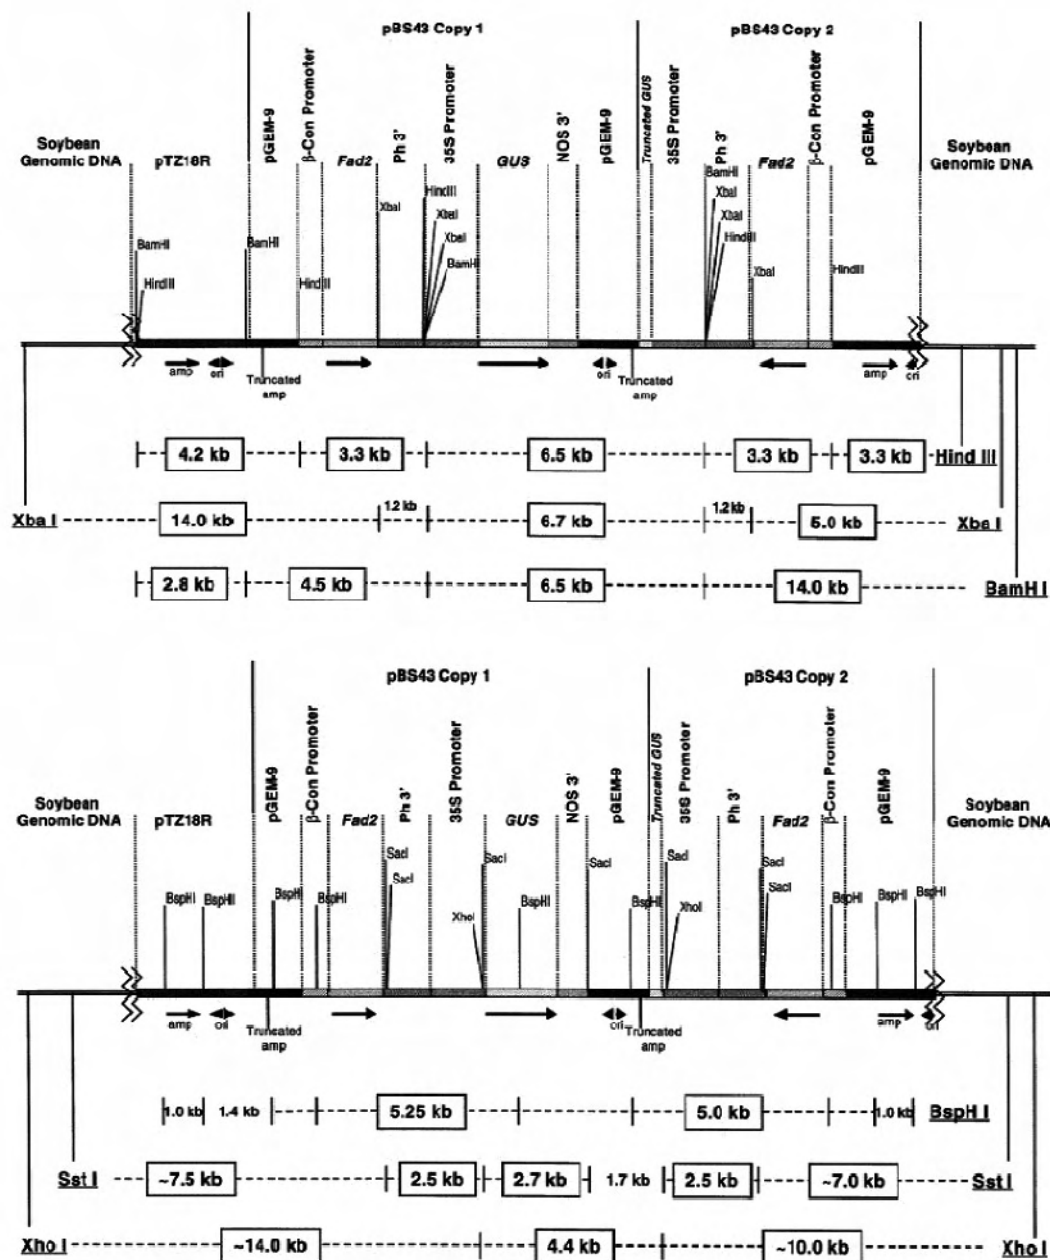 pBS43 Copy 1
pBS43 Copy 2
Soybean
Genomic DNA
pTZ18R
pGEM-9
β-Con Promoter
Fad2
Ph 3'
35S Promoter
GUS
NOS 3'
pGEM-9
Truncated GUS
35S Promoter
Ph 3'
Fad2
β-Con Promoter
pGEM-9
Soybean
Genomic DNA
BamHI
HindIII
BamHI
HindIII
XbaI
HindIII
XbaI
XbaI
BamHI
BamHI
XbaI
XbaI
HindIII
XbaI
HindIII
amp
ori
Truncated
amp
ori
Truncated
amp
amp
ori
4.2 kb
3.3 kb
6.5 kb
3.3 kb
3.3 kb
Hind III
Xba I
14.0 kb
1.2 kb
6.7 kb
1.2 kb
5.0 kb
Xba I
2.8 kb
4.5 kb
6.5 kb
14.0 kb
BamH I
pBS43 Copy 1
pBS43 Copy 2
Soybean
Genomic DNA
pTZ18R
pGEM-9
β-Con Promoter
Fad2
Ph 3'
35S Promoter
GUS
NOS 3'
pGEM-9
Truncated GUS
35S Promoter
Ph 3'
Fad2
β-Con Promoter
pGEM-9
Soybean
Genomic DNA
BspHI
BspHI
BspHI
BspHI
SacI
SacI
XhoI
SacI
BspHI
SacI
BspHI
SacI
XhoI
SacI
SacI
BspHI
BspHI
BspHI
amp
ori
Truncated
amp
ori
Truncated
amp
amp
ori
1.0 kb
1.4 kb
5.25 kb
5.0 kb
1.0 kb
BspH I
Sst I
~7.5 kb
2.5 kb
2.7 kb
1.7 kb
2.5 kb
~7.0 kb
Sst I
Xho I
~14.0 kb
4.4 kb
~10.0 kb
Xho I